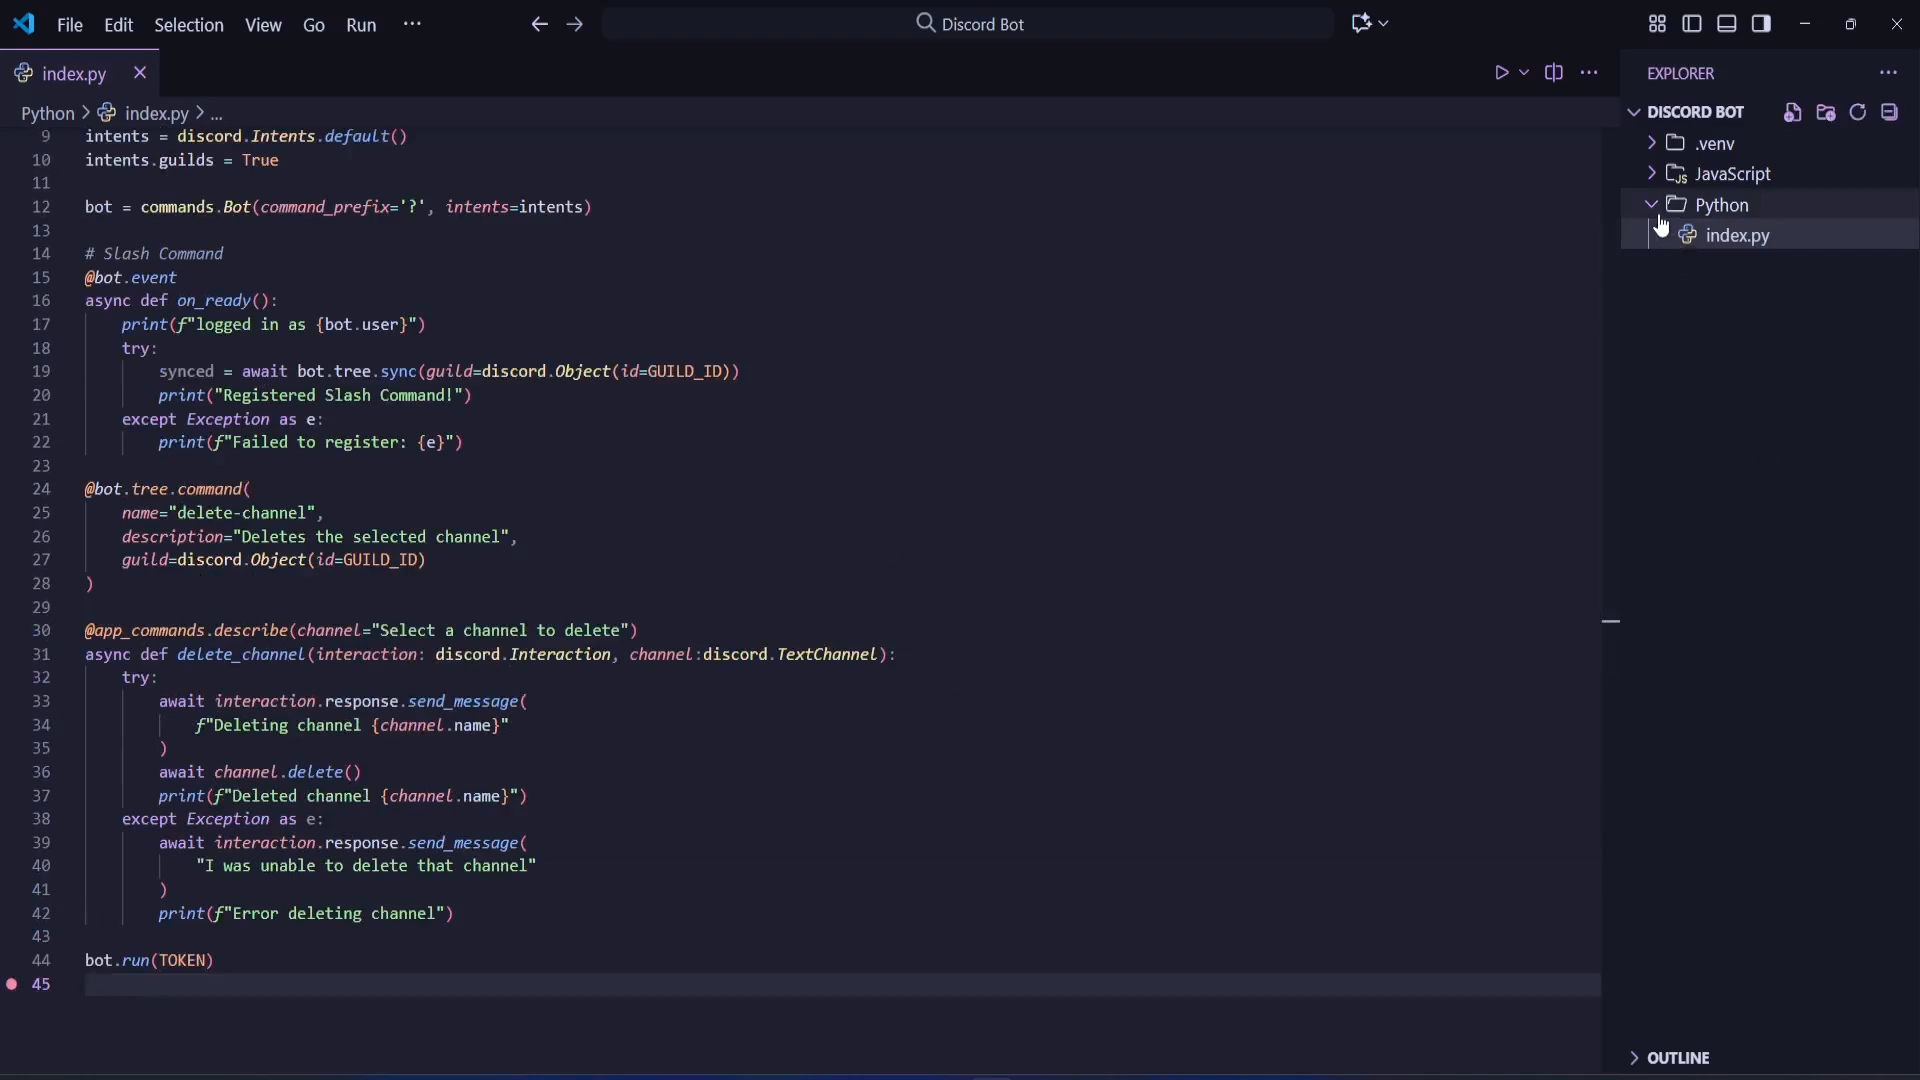 File Edit Selection View Go Run ···
Discord Bot
index.py
Python > index.py > ...
9 intents = discord.Intents.default()
10 intents.guilds = True
11
12 bot = commands.Bot(command_prefix='?', intents=intents)
13
14 # Slash Command
15 @bot.event
16 async def on_ready():
17 print(f"logged in as {bot.user}")
18 try:
19 synced = await bot.tree.sync(guild=discord.Object(id=GUILD_ID))
20 print("Registered Slash Command!")
21 except Exception as e:
22 print(f"Failed to register: {e}")
23
24 @bot.tree.command(
25 name="delete-channel",
26 description="Deletes the selected channel",
27 guild=discord.Object(id=GUILD_ID)
28 )
29
30 @app_commands.describe(channel="Select a channel to delete")
31 async def delete_channel(interaction: discord.Interaction, channel:discord.TextChannel):
32 try:
33 await interaction.response.send_message(
34 f"Deleting channel {channel.name}"
35 )
36 await channel.delete()
37 print(f"Deleted channel {channel.name}")
38 except Exception as e:
39 await interaction.response.send_message(
40 "I was unable to delete that channel"
41 )
42 print(f"Error deleting channel")
43
44 bot.run(TOKEN)
45
EXPLORER
DISCORD BOT
.venv
JavaScript
Python
index.py
OUTLINE